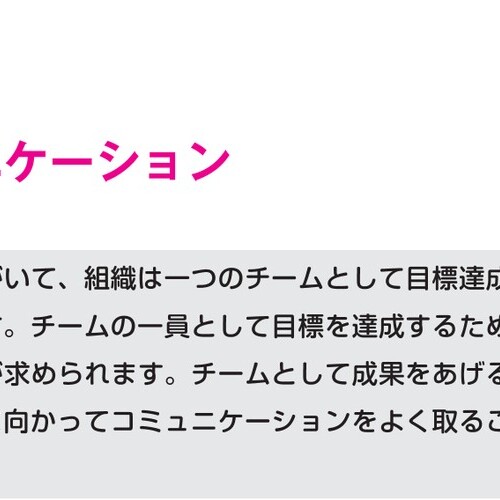 ニケーション
がいて、組織は一つのチームとして目標達成
す。チームの一員として目標を達成するため
が求められます。チームとして成果をあげる
向かってコミュニケーションをよく取るこ